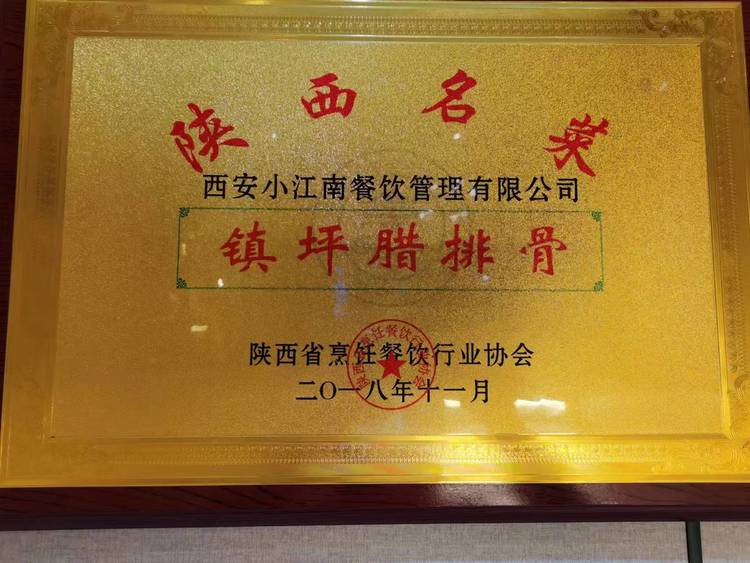 陕西名菜
西安小江南餐饮管理有限公司
镇坪腊排骨
陕西省烹饪餐饮行业协会
二〇一八年十一月